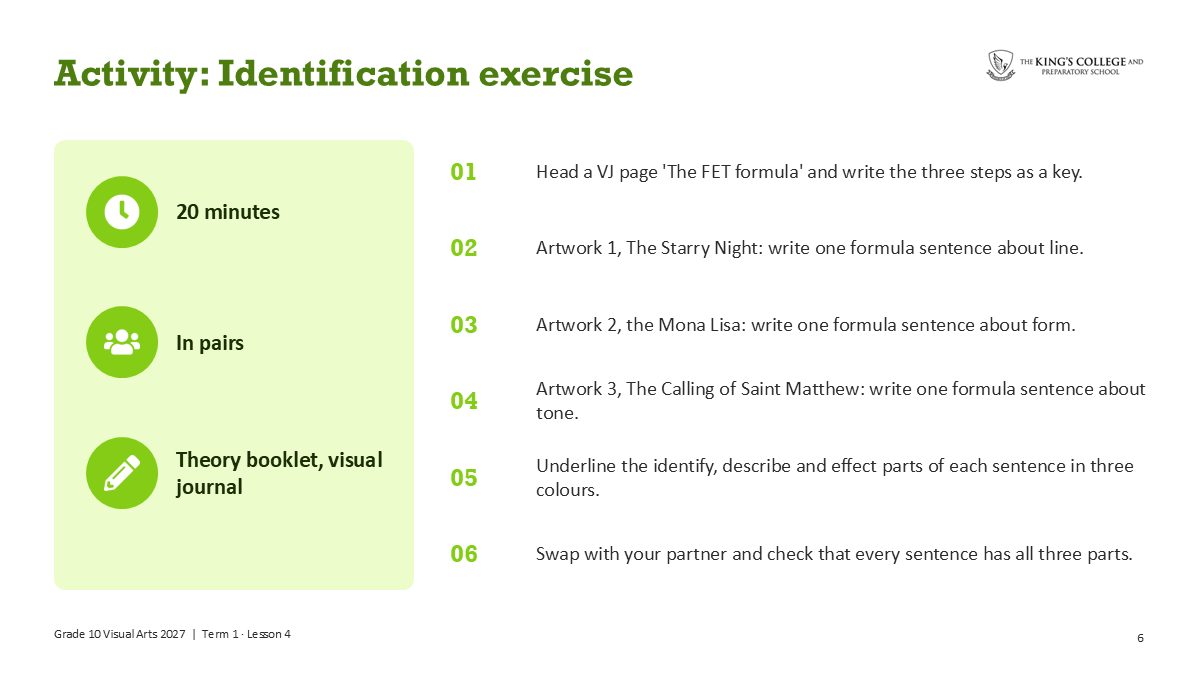 Activity: Identification exercise
THE KING'S COLLEGE AND
PREPARATORY SCHOOL
20 minutes
In pairs
Theory booklet, visual
journal
01
Head a VJ page 'The FET formula' and write the three steps as a key.
02
Artwork 1, The Starry Night: write one formula sentence about line.
03
Artwork 2, the Mona Lisa: write one formula sentence about form.
04
Artwork 3, The Calling of Saint Matthew: write one formula sentence about
tone.
05
Underline the identify, describe and effect parts of each sentence in three
colours.
06
Swap with your partner and check that every sentence has all three parts.
Grade 10 Visual Arts 2027 | Term 1 · Lesson 4
6